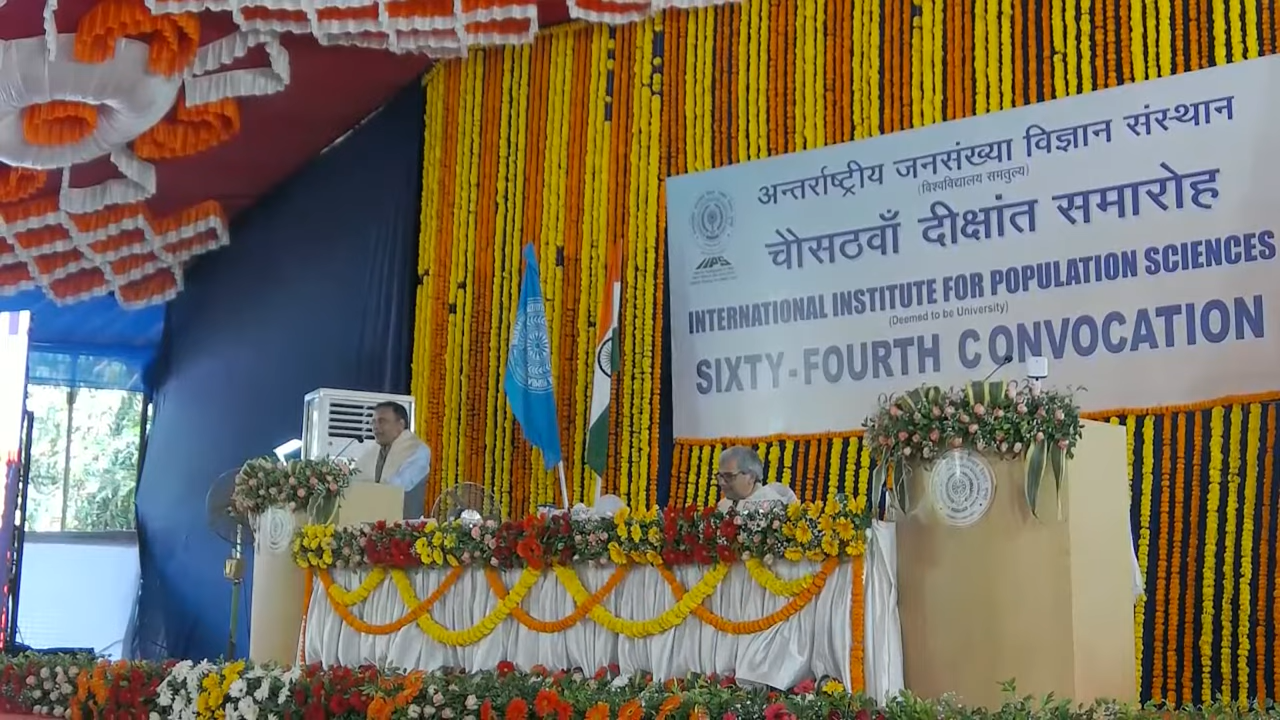 अन्तर्राष्ट्रीय जनसंख्या विज्ञान संस्थान
(विश्वविद्यालय समतुल्य)
चौसठवाँ दीक्षांत समारोह
INTERNATIONAL INSTITUTE FOR POPULATION SCIENCES
(Deemed to be University)
SIXTY-FOURTH CONVOCATION
IIPS